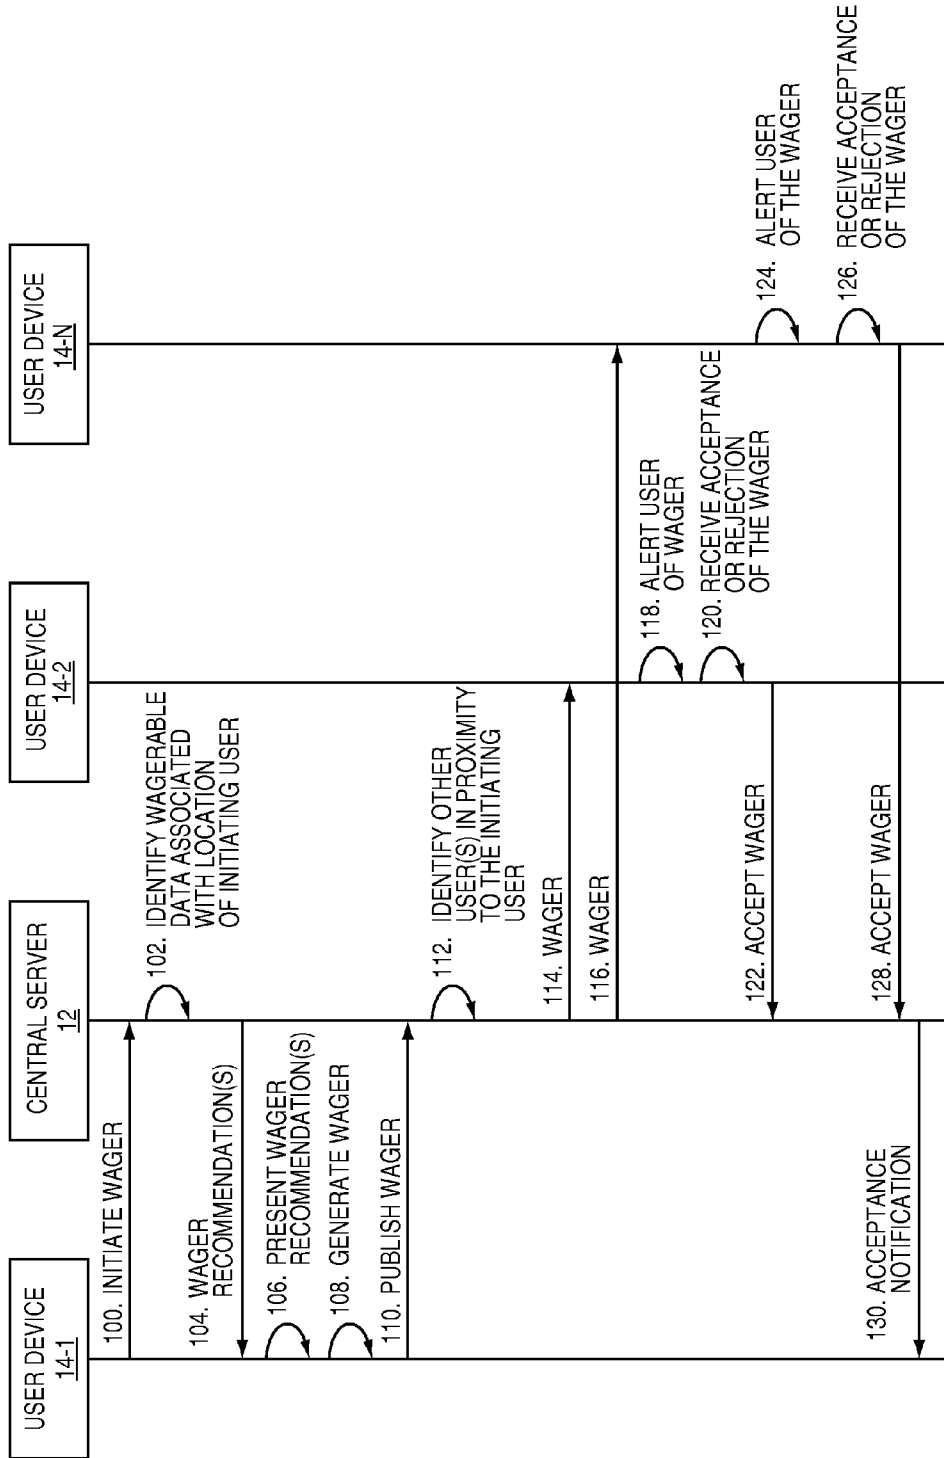 USER DEVICE
14-1
CENTRAL SERVER
12
USER DEVICE
14-2
USER DEVICE
14-N
100. INITIATE WAGER
102. IDENTIFY WAGERABLE
DATA ASSOCIATED
WITH LOCATION
OF INITIATING USER
104. WAGER
RECOMMENDATION(S)
106. PRESENT WAGER
RECOMMENDATION(S)
108. GENERATE WAGER
110. PUBLISH WAGER
112. IDENTIFY OTHER
USER(S) IN PROXIMITY
TO THE INITIATING
USER
114. WAGER
116. WAGER
118. ALERT USER
OF WAGER
120. RECEIVE ACCEPTANCE
OR REJECTION
OF THE WAGER
122. ACCEPT WAGER
124. ALERT USER
OF THE WAGER
126. RECEIVE ACCEPTANCE
OR REJECTION
OF THE WAGER
128. ACCEPT WAGER
130. ACCEPTANCE
NOTIFICATION